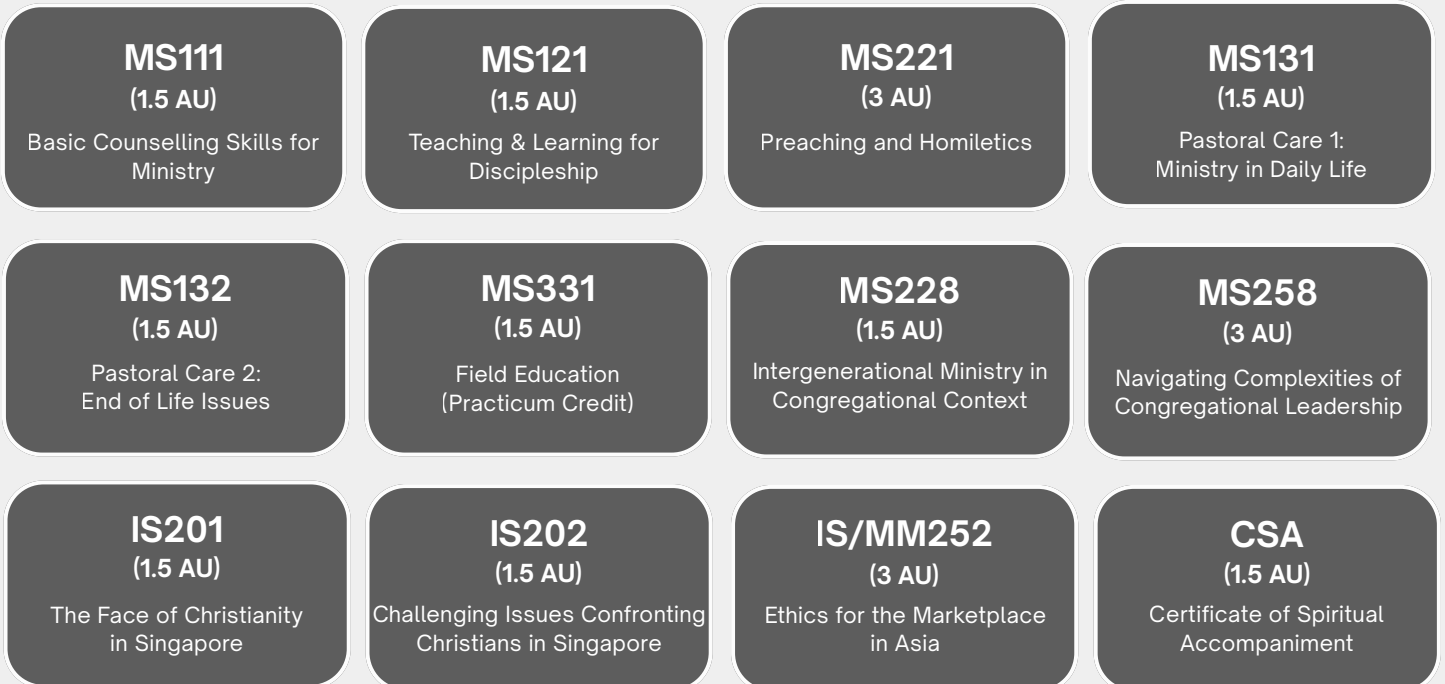 MS111
(1.5 AU)
Basic Counselling Skills for
Ministry
MS121
(1.5 AU)
Teaching & Learning for
Discipleship
MS221
(3 AU)
Preaching and Homiletics
MS131
(1.5 AU)
Pastoral Care 1:
Ministry in Daily Life
MS132
(1.5 AU)
Pastoral Care 2:
End of Life Issues
MS331
(1.5 AU)
Field Education
(Practicum Credit)
MS228
(1.5 AU)
Intergenerational Ministry in
Congregational Context
MS258
(3 AU)
Navigating Complexities of
Congregational Leadership
IS201
(1.5 AU)
The Face of Christianity
in Singapore
IS202
(1.5 AU)
Challenging Issues Confronting
Christians in Singapore
IS/MM252
(3 AU)
Ethics for the Marketplace
in Asia
CSA
(1.5 AU)
Certificate of Spiritual
Accompaniment